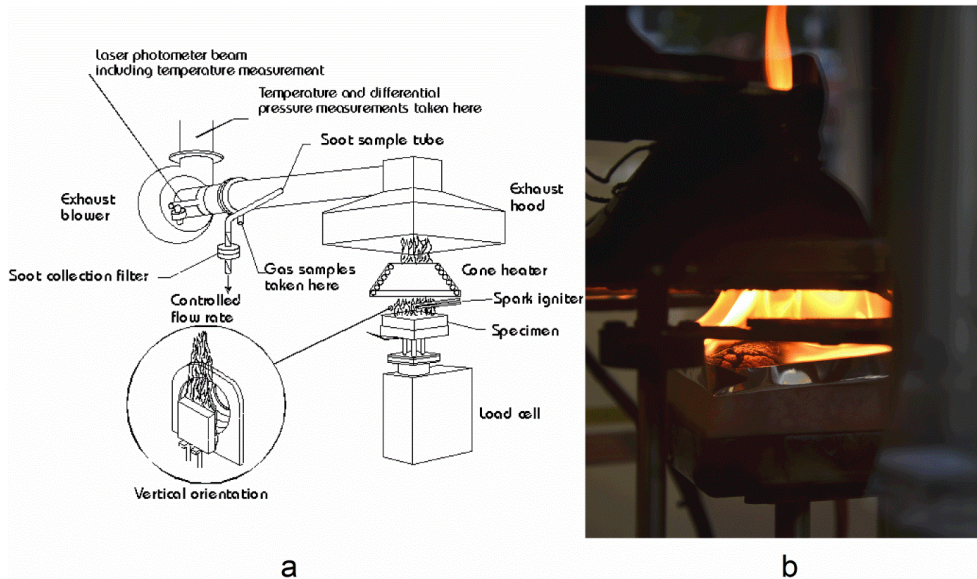 Laser photometer beam
including temperature measurement
Temperature and differential
pressure measurements taken here
Soot sample tube
Exhaust
blower
Exhaust
hood
Soot collection filter
Gas samples
taken here
Cone heater
Controlled
flow rate
Spark igniter
Specimen
Load cell
Vertical orientation
a
b